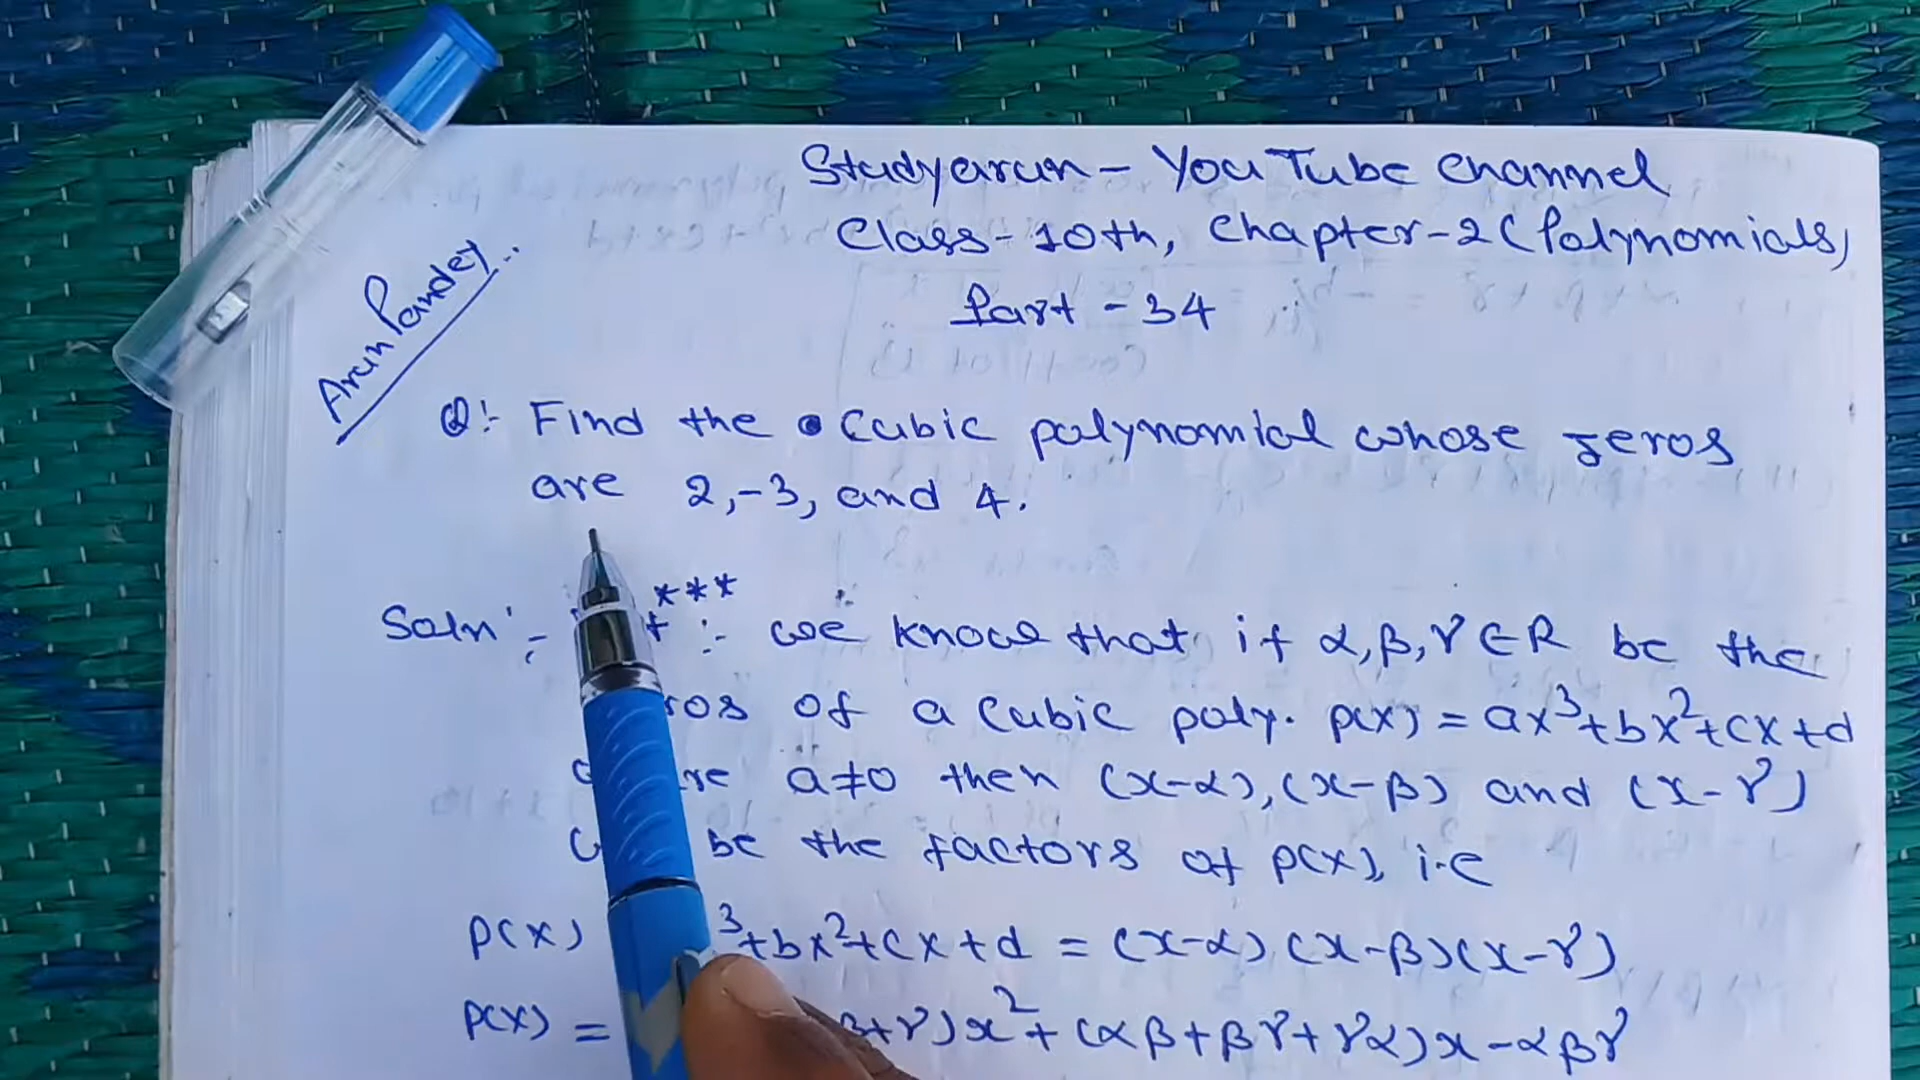 Studyarun - YouTube Channel
Class-10th, Chapter-2 (Polynomials)
Part - 34
Arun Pandey..
Q:- Find the Cubic polynomial whose zeros
are 2,-3, and 4.
Soln:- *** :- we know that if α,β,γ∈R be the
of a Cubic poly. p(x) = ax³+bx²+cx+d
a≠0 then (x-α),(x-β) and (x-γ)
be the factors of p(x), i.e
p(x) ³+bx²+cx+d = (x-α)(x-β)(x-γ)
p(x) = β+γ)x²+(αβ+βγ+γα)x-αβγ